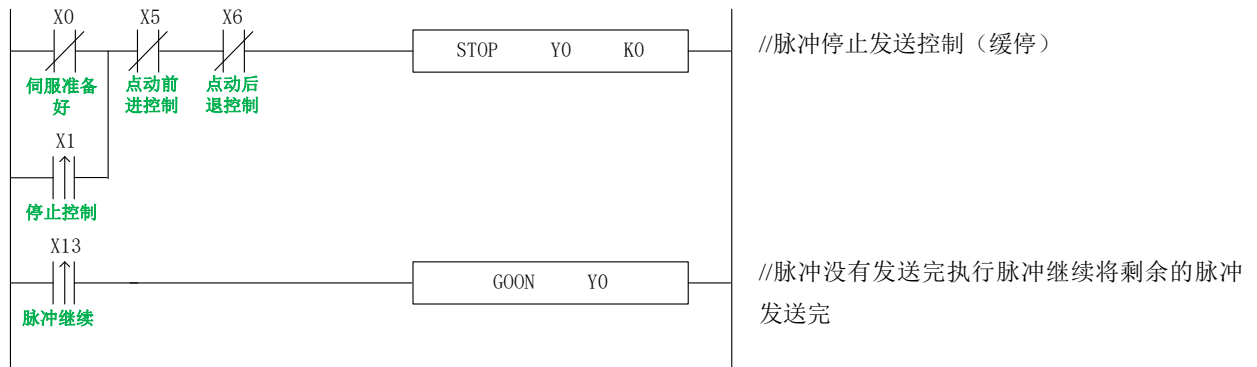 X0 X5 X6
STOP Y0 K0
//脉冲停止发送控制（缓停）
伺服准备
好
点动前
进控制
点动后
退控制
X1
停止控制
X13
GOON Y0
//脉冲没有发送完执行脉冲继续将剩余的脉冲
发送完
脉冲继续